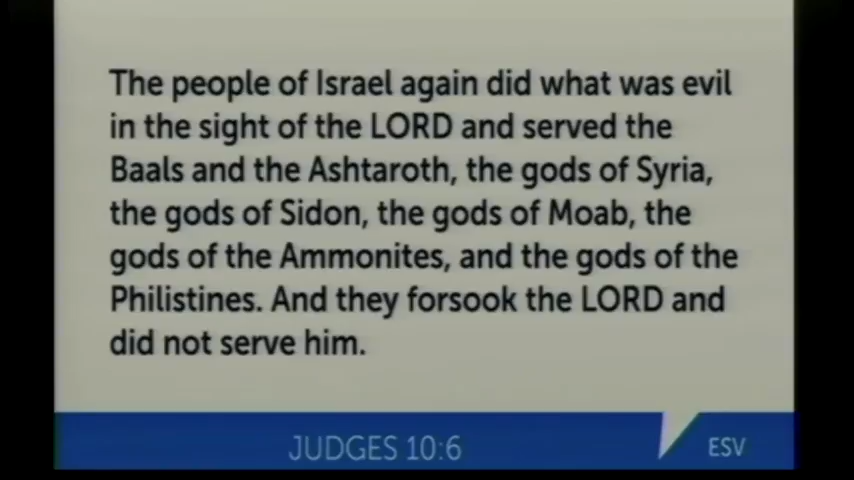 The people of Israel again did what was evil
in the sight of the LORD and served the
Baals and the Ashtaroth, the gods of Syria,
the gods of Sidon, the gods of Moab, the
gods of the Ammonites, and the gods of the
Philistines. And they forsook the LORD and
did not serve him.
JUDGES 10:6
ESV